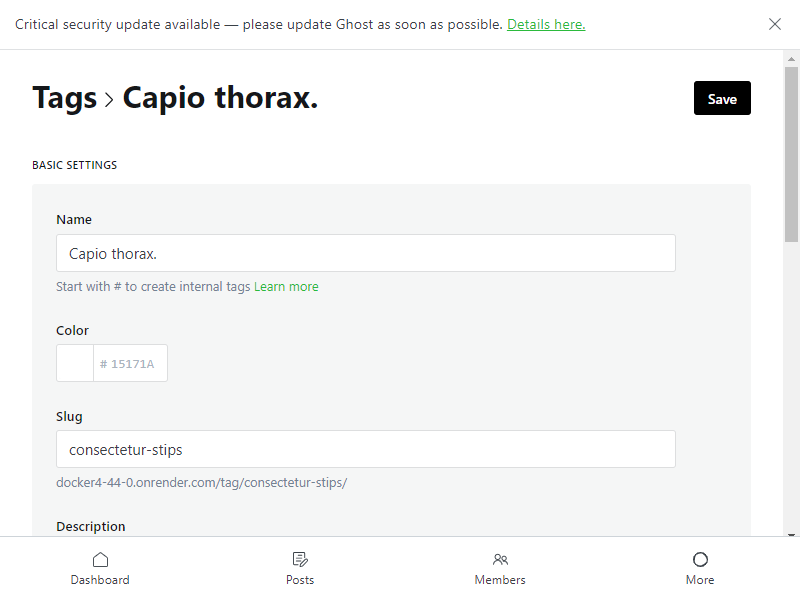 Critical security update available — please update Ghost as soon as possible. Details here.
Tags > Capio thorax.
Save
BASIC SETTINGS
Name
Capio thorax.
Start with # to create internal tags Learn more
Color
# 15171A
Slug
consectetur-stips
docker4-44-0.onrender.com/tag/consectetur-stips/
Description
Dashboard
Posts
Members
More